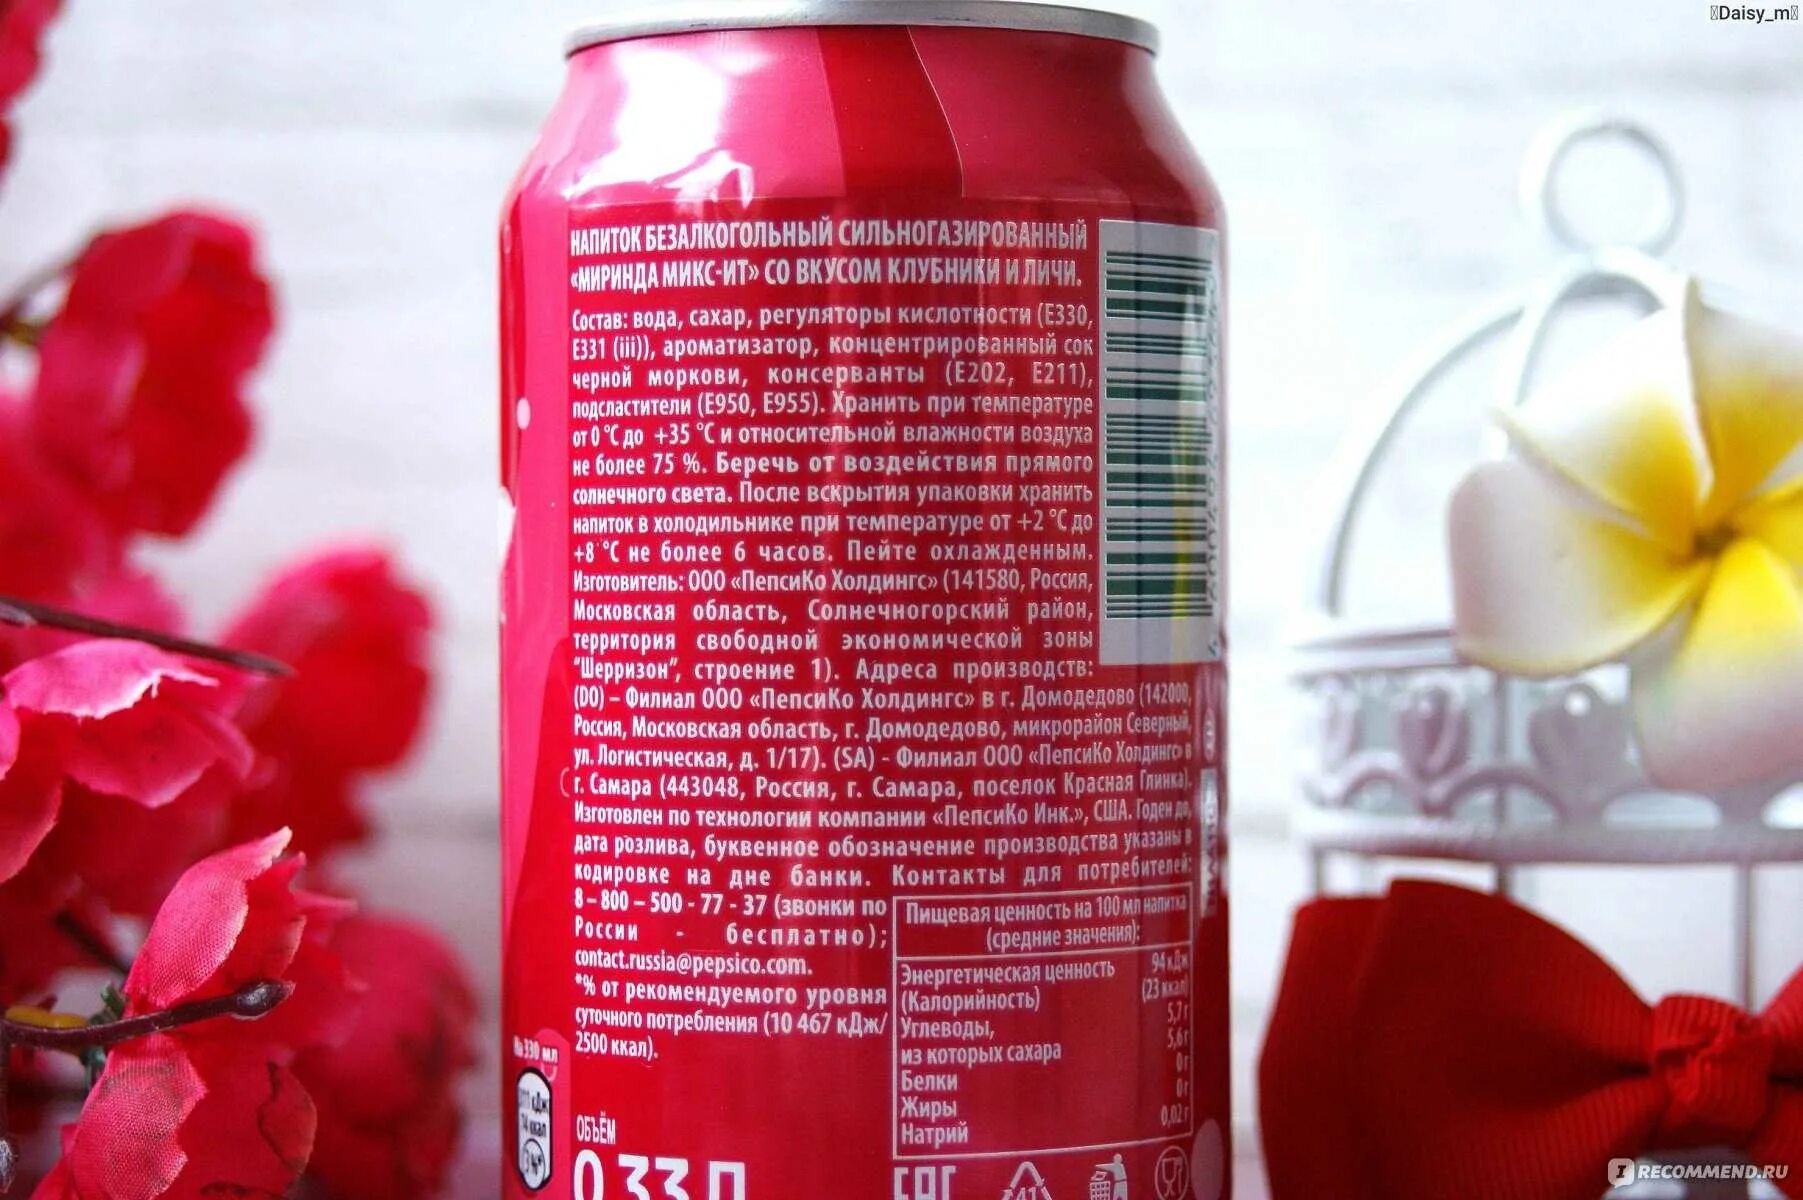 Daisy_m
НАПИТОК БЕЗАЛКОГОЛЬНЫЙ СИЛЬНОГАЗИРОВАННЫЙ
«МИРИНДА МИКС-ИТ» СО ВКУСОМ КЛУБНИКИ И ЛИЧИ.
Состав: вода, сахар, регуляторы кислотности (Е330,
Е331 (iii)), ароматизатор, концентрированный сок
черной моркови, консерванты (Е202, Е211),
подсластители (Е950, Е955). Хранить при температуре
от 0 °С до +35 °С и относительной влажности воздуха
не более 75 %. Беречь от воздействия прямого
солнечного света. После вскрытия упаковки хранить
напиток в холодильнике при температуре от +2 °С до
+8 °С не более 6 часов. Пейте охлажденным.
Изготовитель: ООО «ПепсиКо Холдингс» (141580, Россия,
Московская область, Солнечногорский район,
территория свободной экономической зоны
"Шерризон", строение 1). Адреса производств:
(DO) – Филиал ООО «ПепсиКо Холдингс» в г. Домодедово (142000,
Россия, Московская область, г. Домодедово, микрорайон Северный,
ул. Логистическая, д. 1/17). (SA) - Филиал ООО «ПепсиКо Холдингс» в
г. Самара (443048, Россия, г. Самара, поселок Красная Глинка).
Изготовлен по технологии компании «ПепсиКо Инк.», США. Годен до,
дата розлива, буквенное обозначение производства указаны в
кодировке на дне банки. Контакты для потребителей:
8 – 800 – 500 - 77 - 37 (звонки по
России - бесплатно);
contact.russia@pepsico.com.
*% от рекомендуемого уровня
суточного потребления (10 467 кДж/
2500 ккал).
Пищевая ценность на 100 мл напитка
(средние значения):
Энергетическая ценность 94 кДж
(Калорийность) (23 ккал)
Углеводы, 5,7 г
из которых сахара 5,6 г
Белки 0 г
Жиры 0 г
Натрий 0,02 г
На 330 мл
кДж
ккал
ОБЪЁМ
0,33 Л
EAC
41
IRECOMMEND.RU